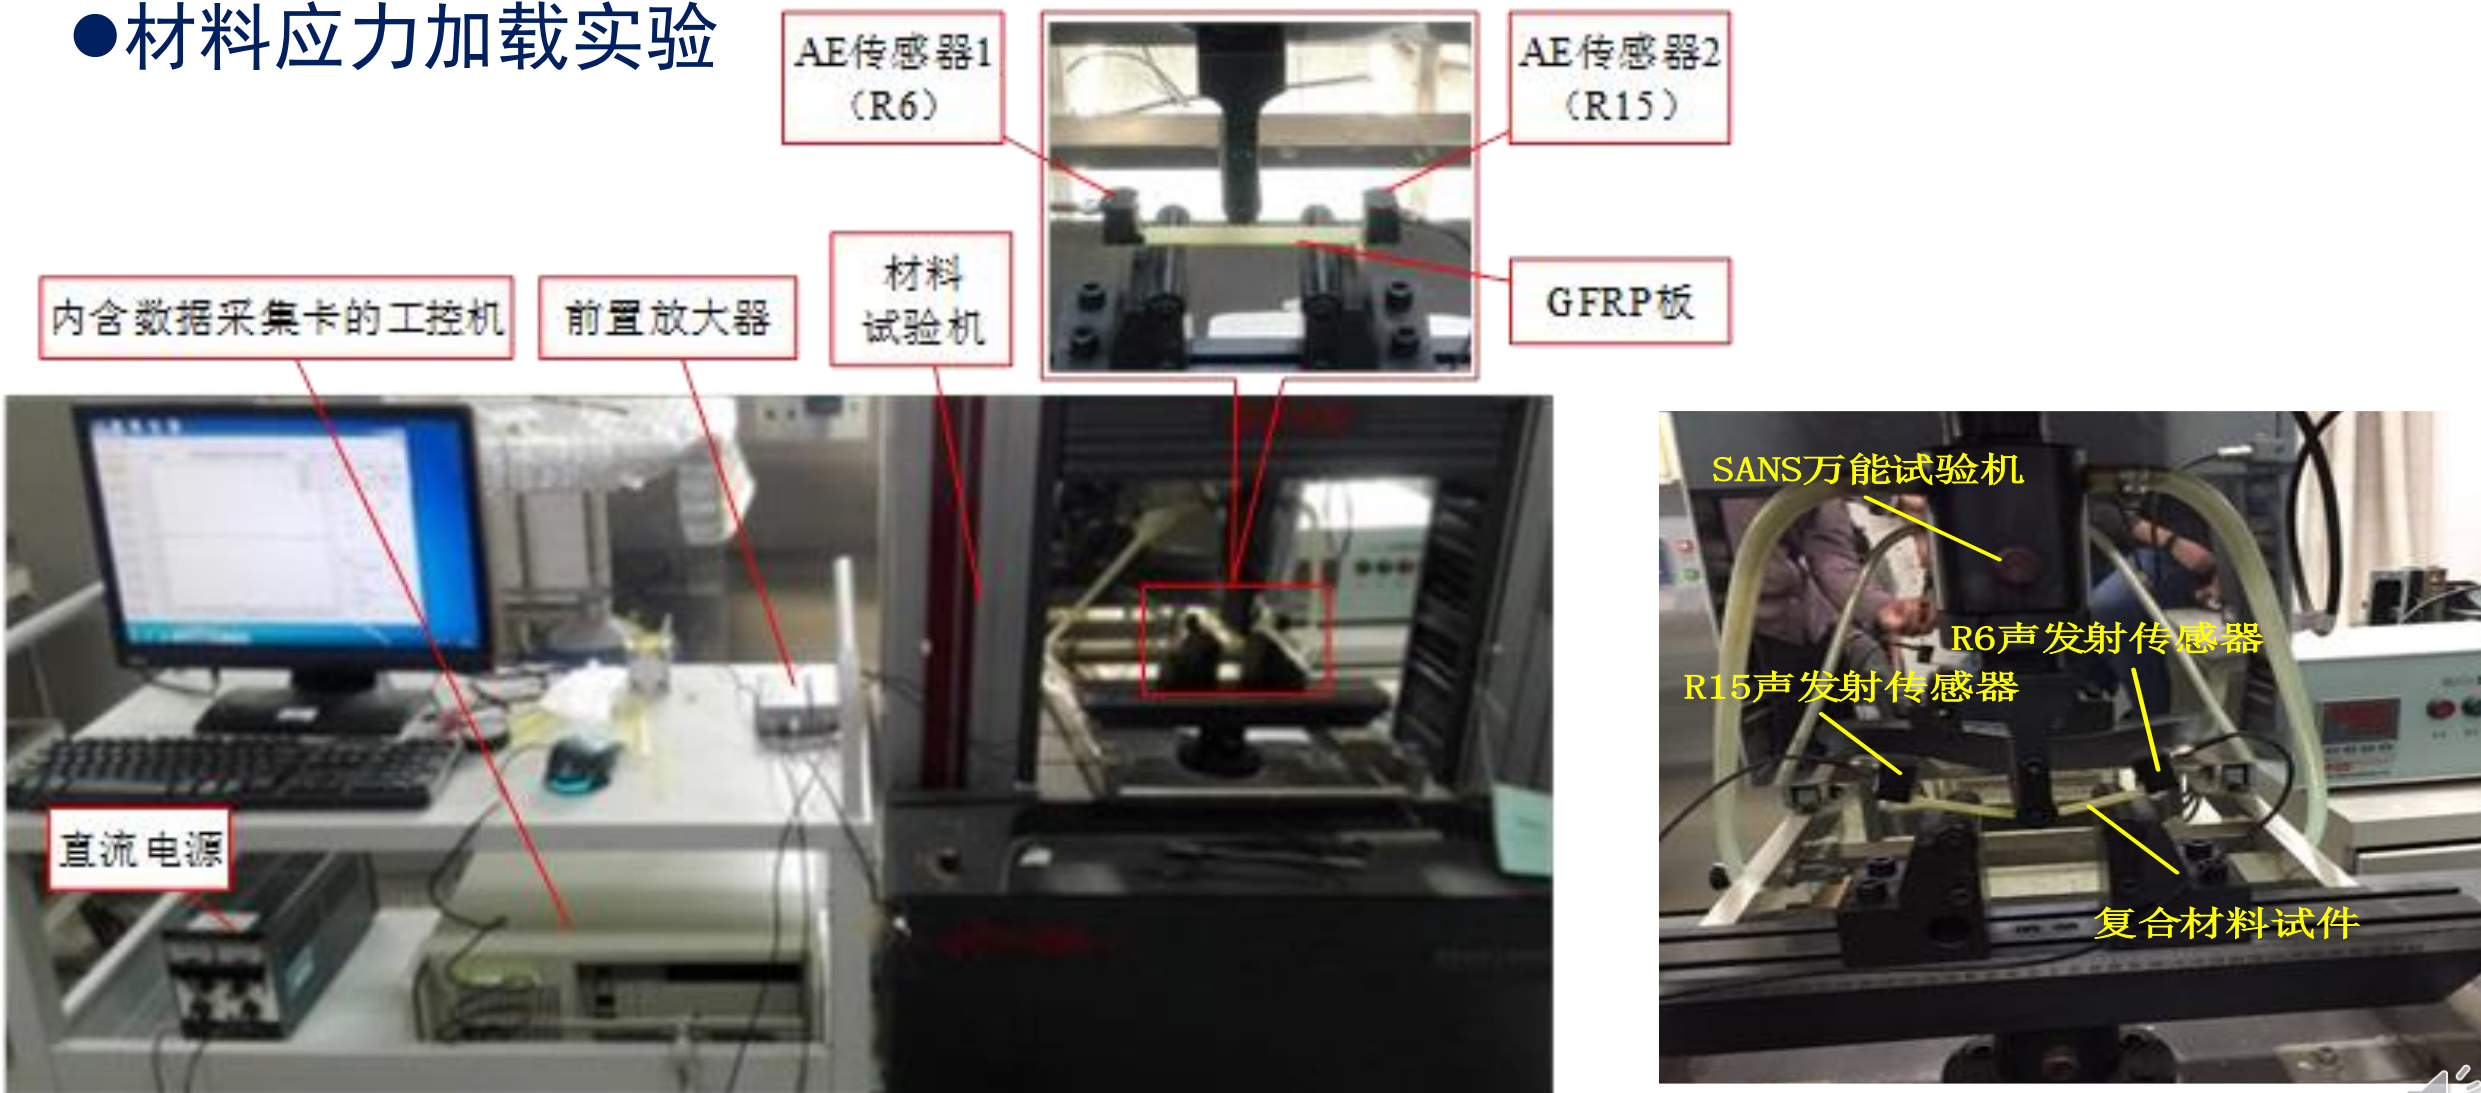 ●材料应力加载实验
AE传感器1
（R6）
AE传感器2
（R15）
材料
试验机
内含数据采集卡的工控机
前置放大器
GFRP板
直流电源
SANS万能试验机
R6声发射传感器
R15声发射传感器
复合材料试件